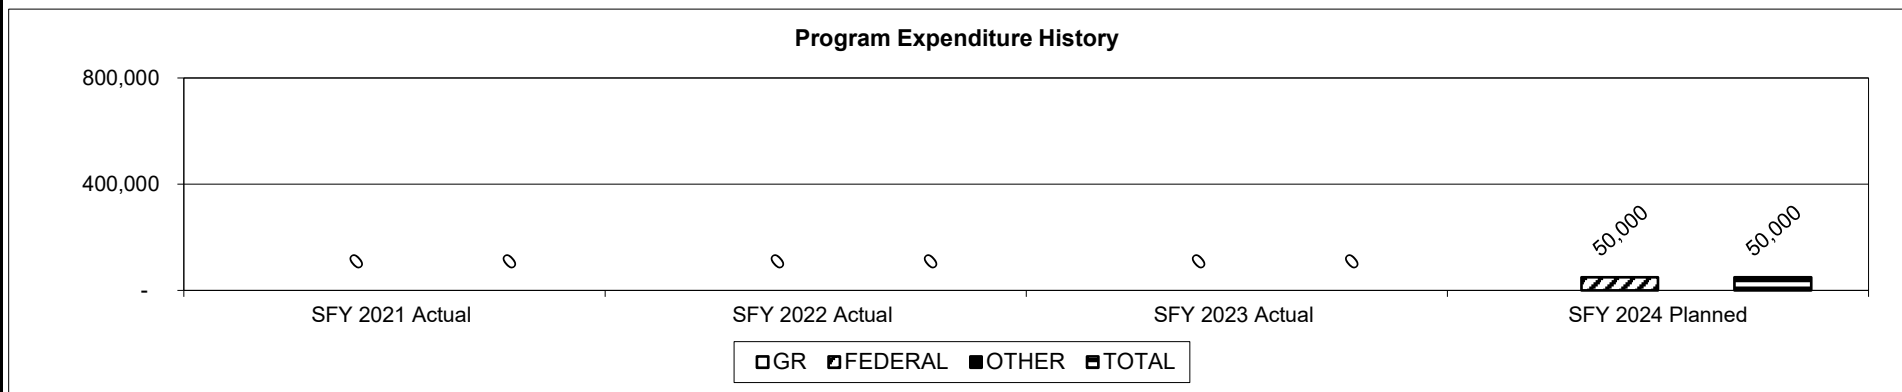 Program Expenditure History
800,000
400,000
-
0 0 0 0 0 0 50,000 50,000
SFY 2021 Actual SFY 2022 Actual SFY 2023 Actual SFY 2024 Planned
GR FEDERAL OTHER TOTAL